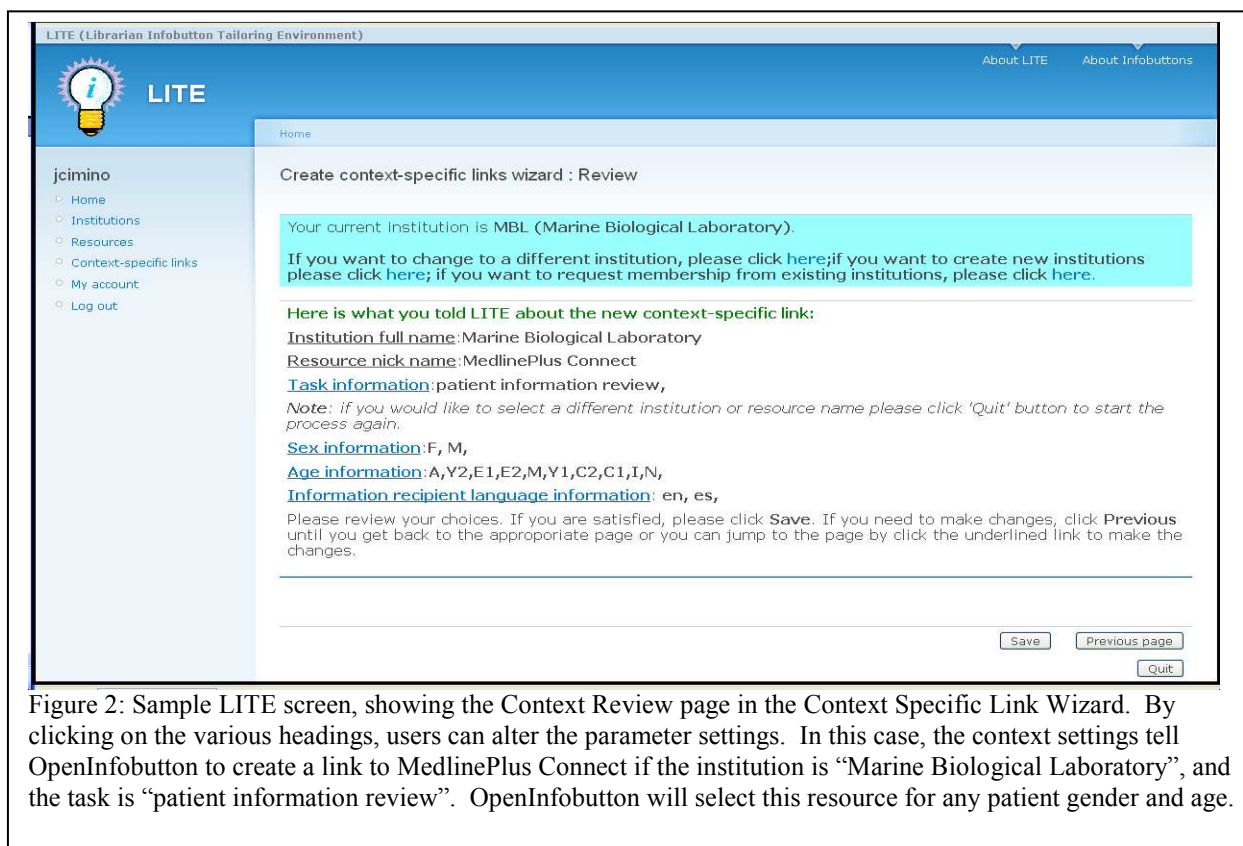 LITE (Librarian Infobutton Tailoring Environment)
About LITE About Infobuttons
i LITE
Home
jcimino
Home
Institutions
Resources
Context-specific links
My account
Log out
Create context-specific links wizard : Review
Your current institution is MBL (Marine Biological Laboratory).
If you want to change to a different institution, please click here;if you want to create new institutions
please click here; if you want to request membership from existing institutions, please click here.
Here is what you told LITE about the new context-specific link:
Institution full name:Marine Biological Laboratory
Resource nick name:MedlinePlus Connect
Task information:patient information review,
Note: if you would like to select a different institution or resource name please click 'Quit' button to start the
process again.
Sex information:F, M,
Age information:A,Y2,E1,E2,M,Y1,C2,C1,I,N,
Information recipient language information: en, es,
Please review your choices. If you are satisfied, please click Save. If you need to make changes, click Previous
until you get back to the approporiate page or you can jump to the page by click the underlined link to make the
changes.
Save Previous page
Quit
Figure 2: Sample LITE screen, showing the Context Review page in the Context Specific Link Wizard. By
clicking on the various headings, users can alter the parameter settings. In this case, the context settings tell
OpenInfobutton to create a link to MedlinePlus Connect if the institution is “Marine Biological Laboratory”, and
the task is “patient information review”. OpenInfobutton will select this resource for any patient gender and age.